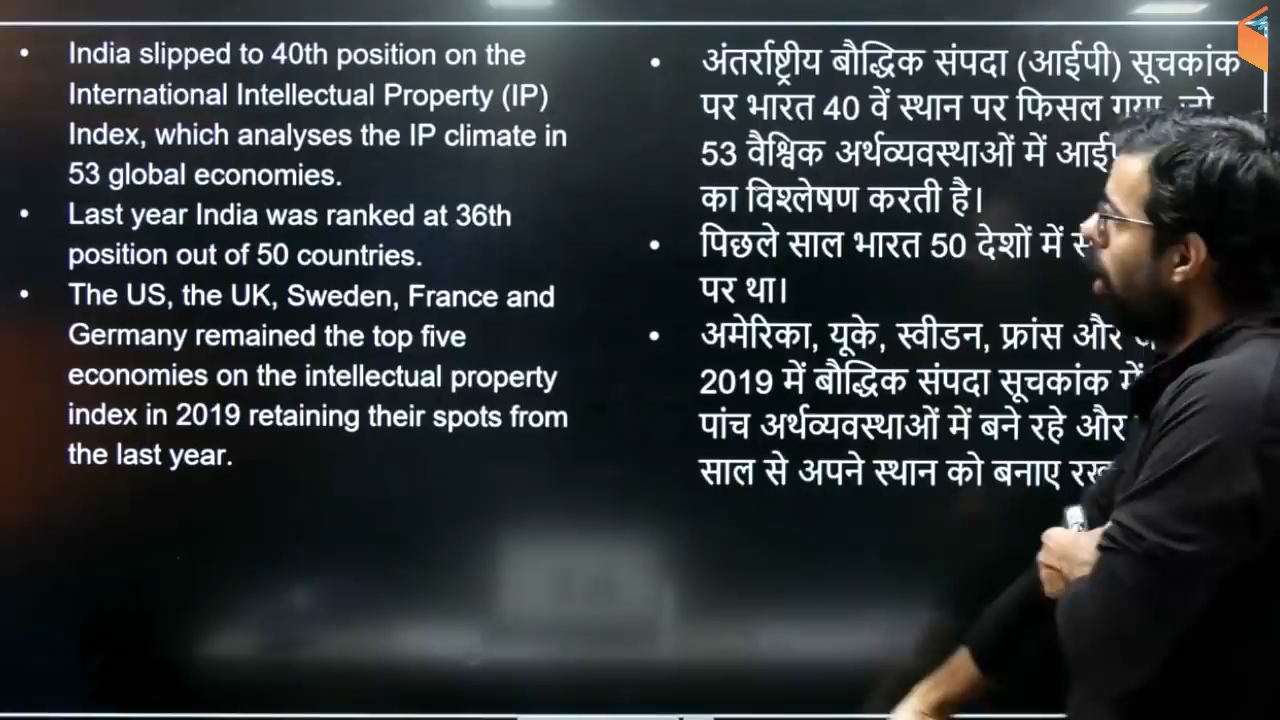 India slipped to 40th position on the
International Intellectual Property (IP)
Index, which analyses the IP climate in
53 global economies.
Last year India was ranked at 36th
position out of 50 countries.
The US, the UK, Sweden, France and
Germany remained the top five
economies on the intellectual property
index in 2019 retaining their spots from
the last year.
अंतर्राष्ट्रीय बौद्धिक संपदा (आईपी) सूचकांक
पर भारत 40 वें स्थान पर फिसल गया
53 वैश्विक अर्थव्यवस्थाओं में
का विश्लेषण करती है।
पिछले साल भारत 50 देशों में
पर था।
अमेरिका, यूके, स्वीडन, फ्रांस और
2019 में बौद्धिक संपदा सूचकांक में
पांच अर्थव्यवस्थाओं में बने रहे और
साल से अपने स्थान को बनाए